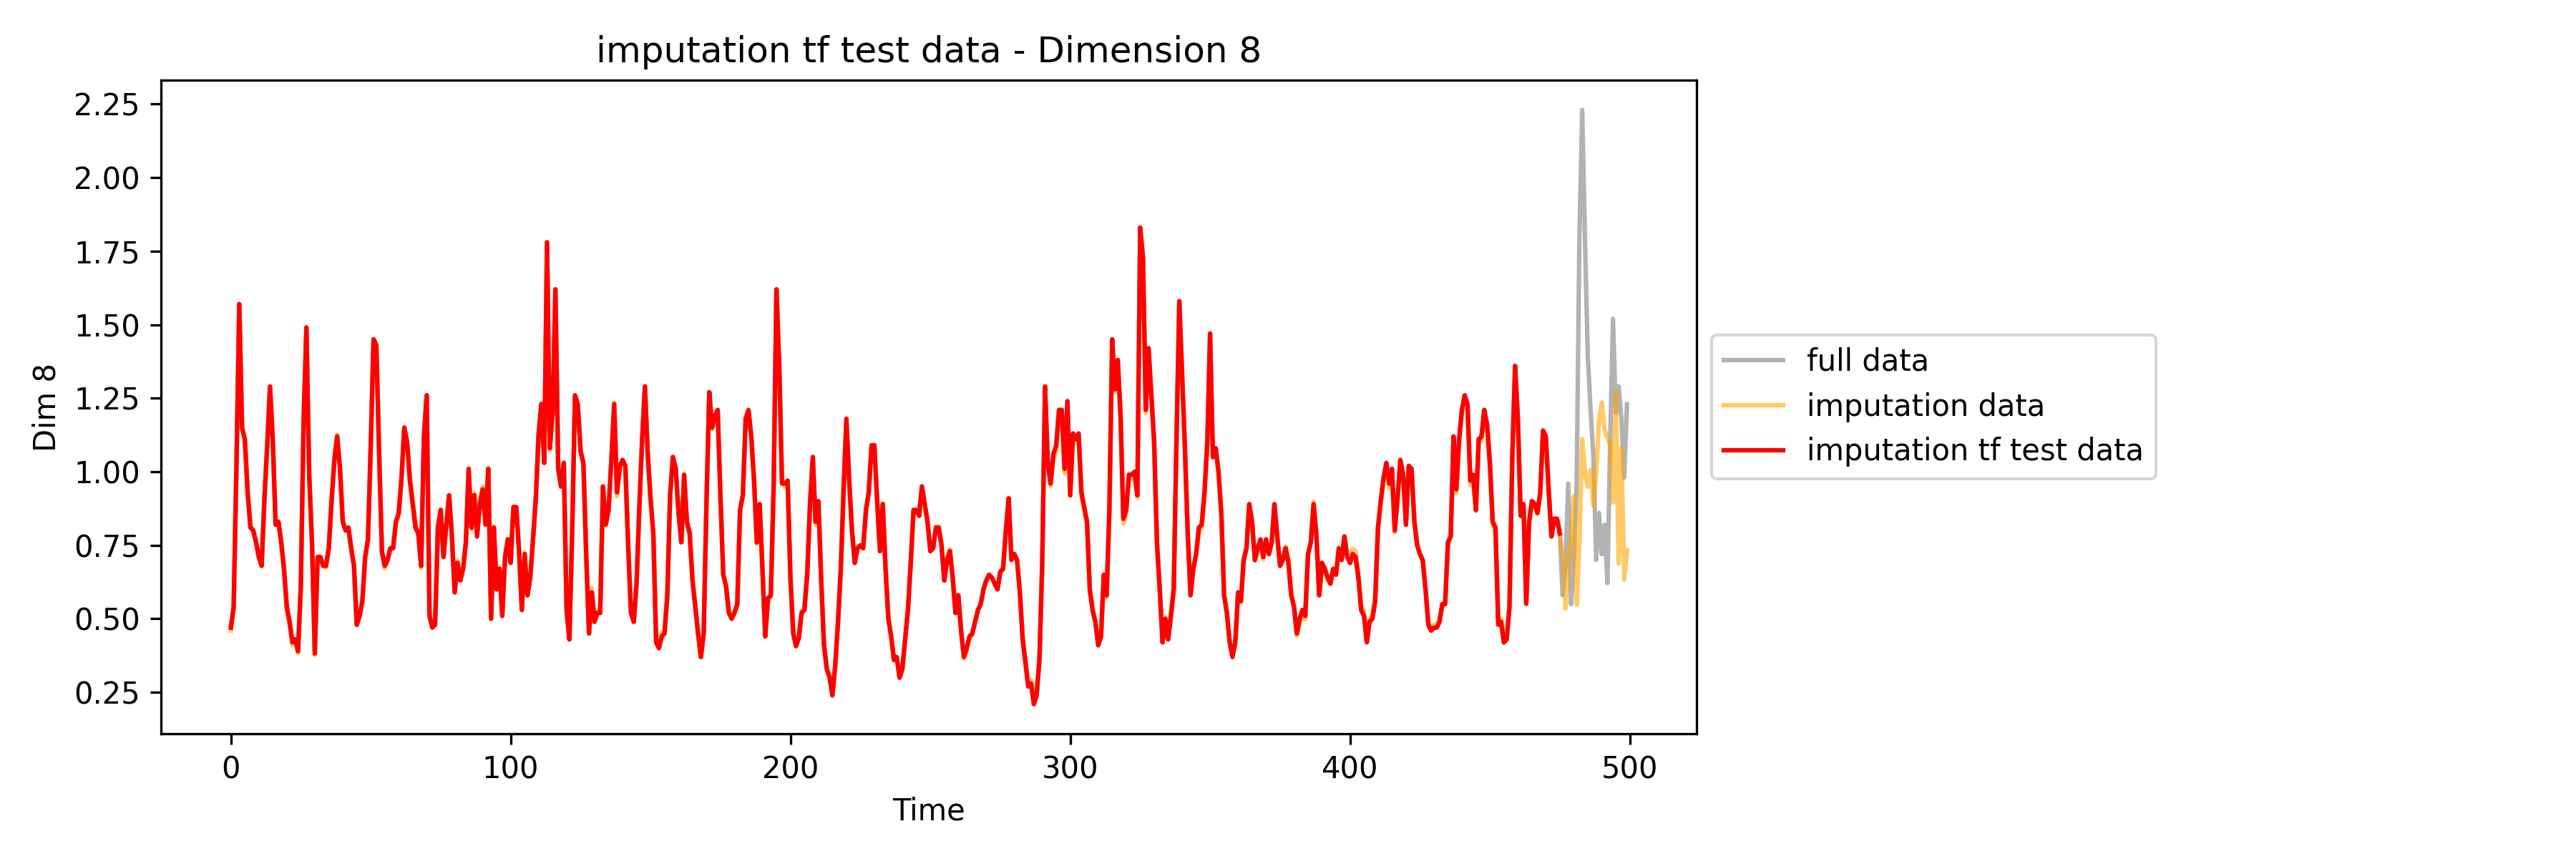 imputation tf test data - Dimension 8
2.25
2.00
1.75
1.50
1.25
1.00
0.75
0.50
0.25
Dim 8
0 100 200 300 400 500
Time
full data
imputation data
imputation tf test data